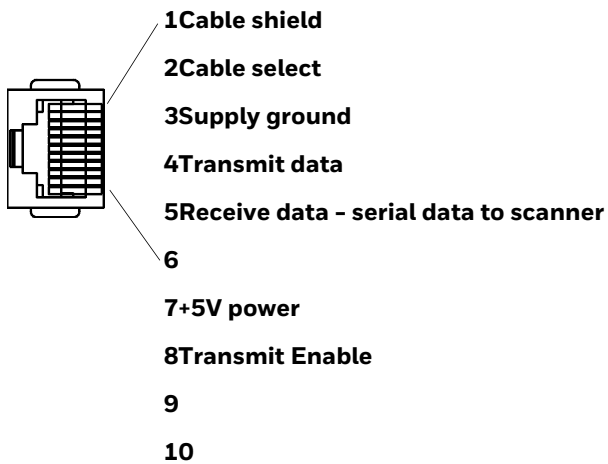 1Cable shield
2Cable select
3Supply ground
4Transmit data
5Receive data - serial data to scanner
6
7+5V power
8Transmit Enable
9
10